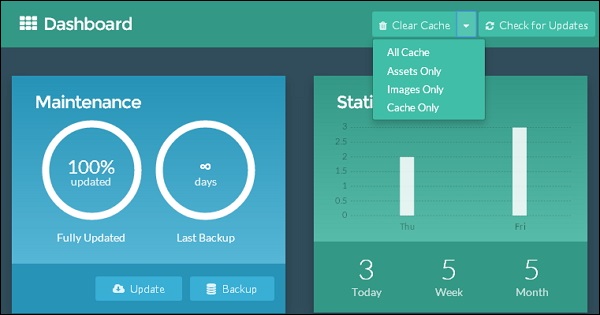 Dashboard
Clear Cache
Check for Updates
All Cache
Assets Only
Images Only
Cache Only
Maintenance
100%
updated
Fully Updated
∞
days
Last Backup
Update
Backup
Stati
3
2.5
2
1.5
1
0.5
0
Thu
Fri
3
Today
5
Week
5
Month